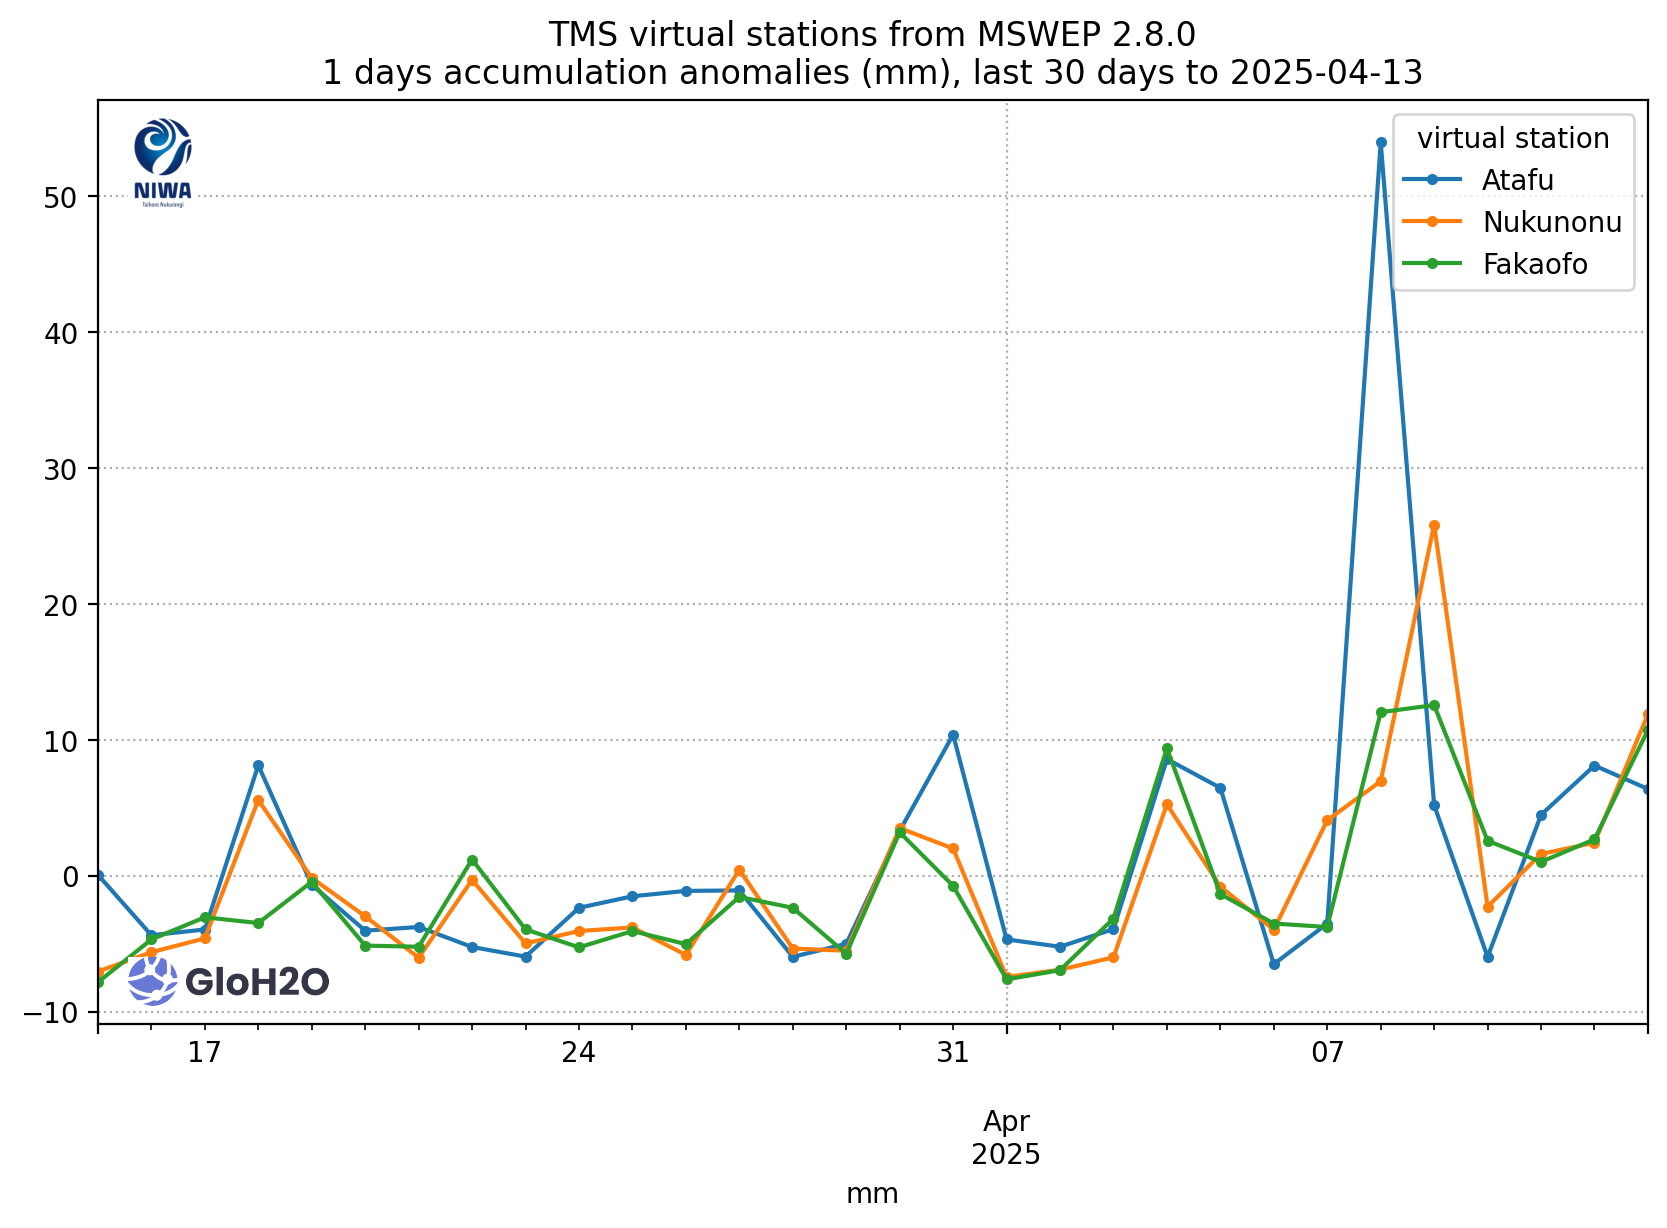 TMS virtual stations from MSWEP 2.8.0
1 days accumulation anomalies (mm), last 30 days to 2025-04-13
NIWA
Taihoro Nukurangi
virtual station
Atafu
Nukunonu
Fakaofo
50
40
30
20
10
0
−10
GloH2O
17
24
31
07
Apr
2025
mm